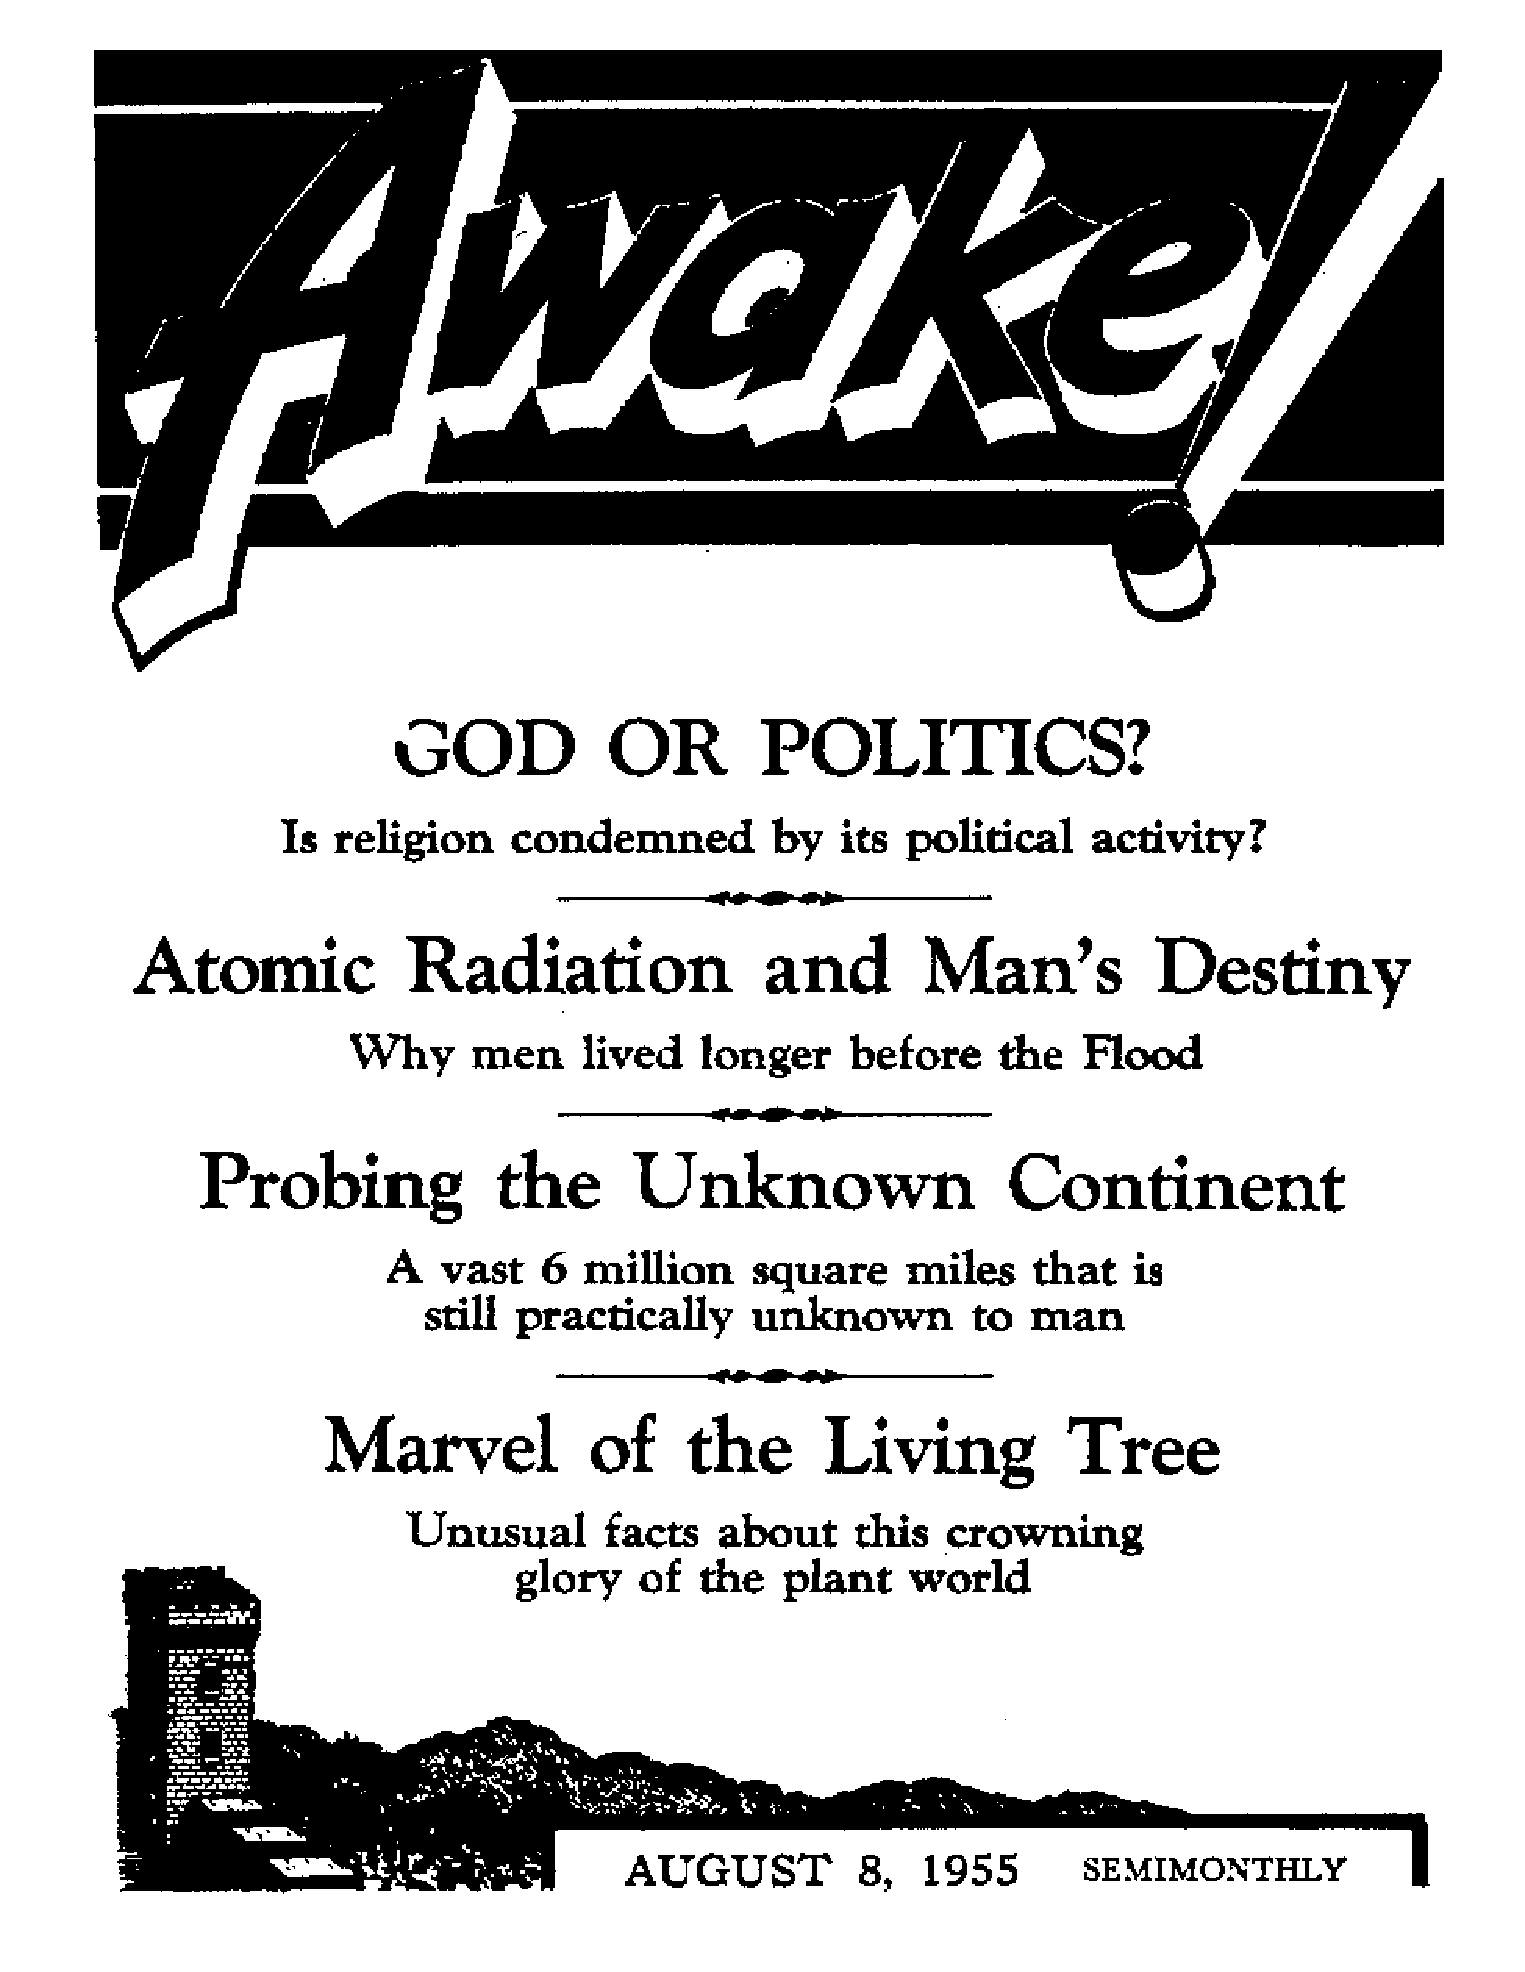 Awake!
GOD OR POLITICS?
Is religion condemned by its political activity?
Atomic Radiation and Man's Destiny
Why men lived longer before the Flood
Probing the Unknown Continent
A vast 6 million square miles that is
still practically unknown to man
Marvel of the Living Tree
Unusual facts about this crowning
glory of the plant world
AUGUST 8, 1955 SEMIMONTHLY